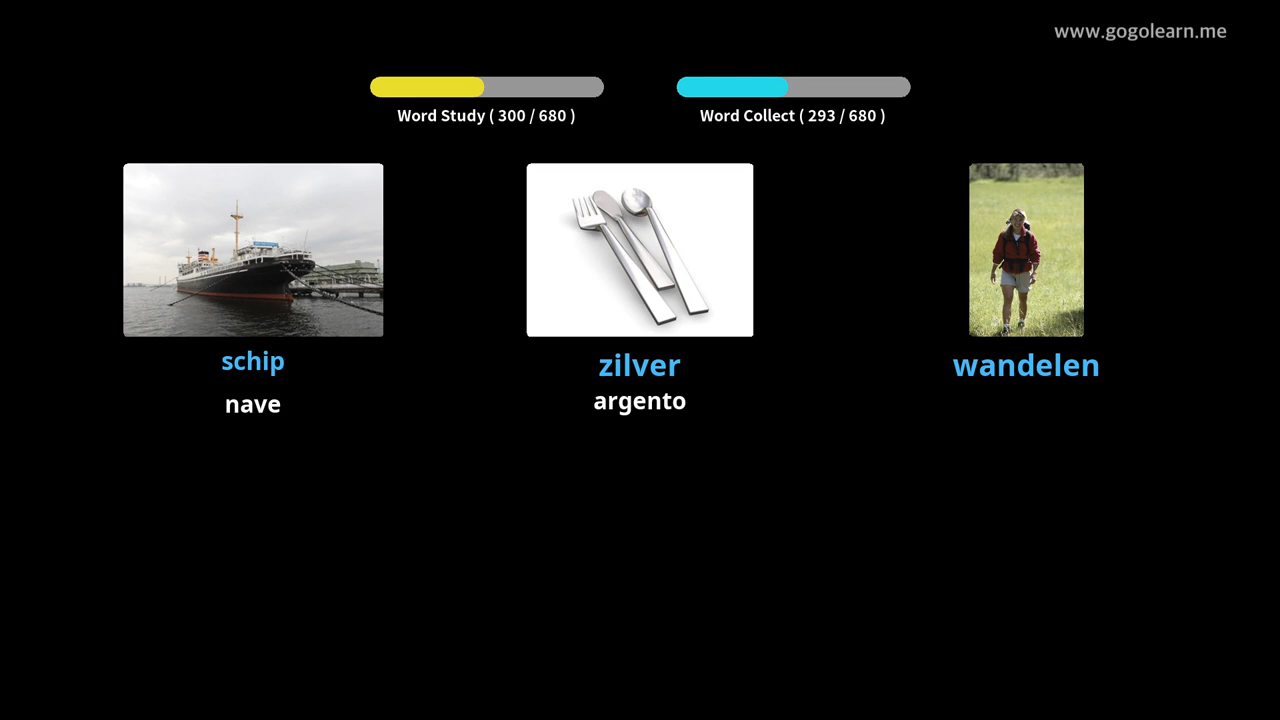 www.gogolearn.me
Word Study ( 300 / 680 )
Word Collect ( 293 / 680 )
schip
nave
zilver
argento
wandelen